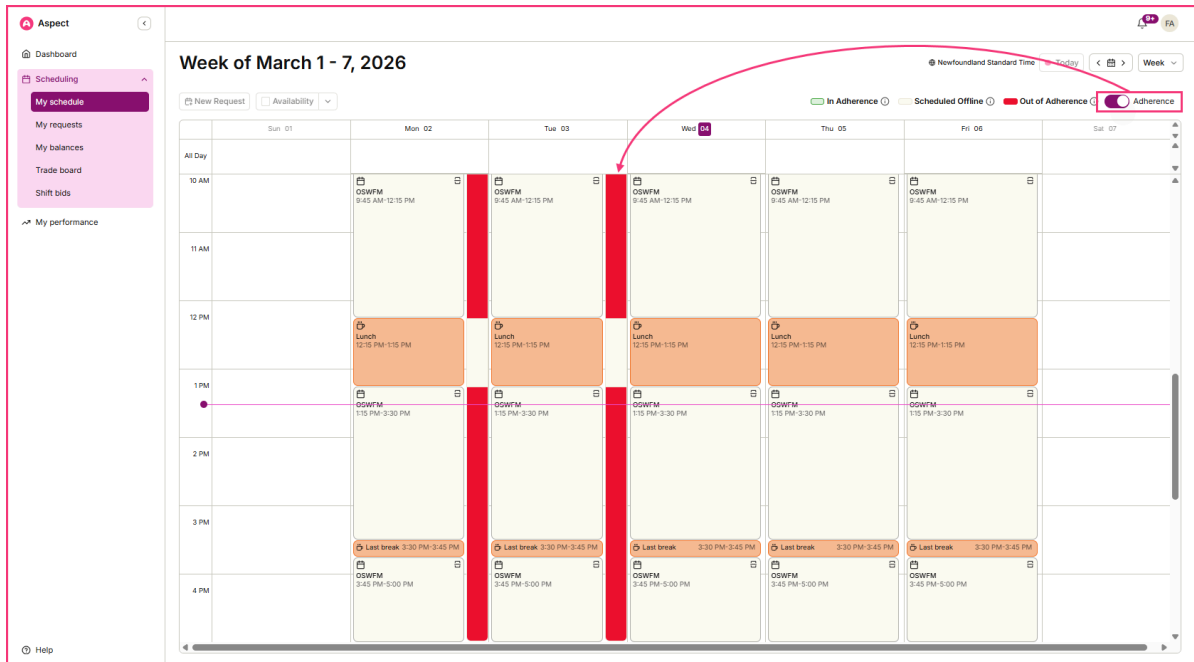 Aspect
9+
FA
Dashboard
Scheduling
My schedule
My requests
My balances
Trade board
Shift bids
My performance
Help
Week of March 1 - 7, 2026
Newfoundland Standard Time
Today
Week
New Request
Availability
In Adherence
Scheduled Offline
Out of Adherence
Adherence
Sun 01
Mon 02
Tue 03
Wed 04
Thu 05
Fri 06
Sat 07
All Day
10 AM
11 AM
12 PM
1 PM
2 PM
3 PM
4 PM
OSWFM
9:45 AM-12:15 PM
Lunch
12:15 PM-1:15 PM
OSWFM
1:15 PM-3:30 PM
Last break 3:30 PM-3:45 PM
OSWFM
3:45 PM-5:00 PM
OSWFM
9:45 AM-12:15 PM
Lunch
12:15 PM-1:15 PM
OSWFM
1:15 PM-3:30 PM
Last break 3:30 PM-3:45 PM
OSWFM
3:45 PM-5:00 PM
OSWFM
9:45 AM-12:15 PM
Lunch
12:15 PM-1:15 PM
OSWFM
1:15 PM-3:30 PM
Last break 3:30 PM-3:45 PM
OSWFM
3:45 PM-5:00 PM
OSWFM
9:45 AM-12:15 PM
Lunch
12:15 PM-1:15 PM
OSWFM
1:15 PM-3:30 PM
Last break 3:30 PM-3:45 PM
OSWFM
3:45 PM-5:00 PM
OSWFM
9:45 AM-12:15 PM
Lunch
12:15 PM-1:15 PM
OSWFM
1:15 PM-3:30 PM
Last break 3:30 PM-3:45 PM
OSWFM
3:45 PM-5:00 PM